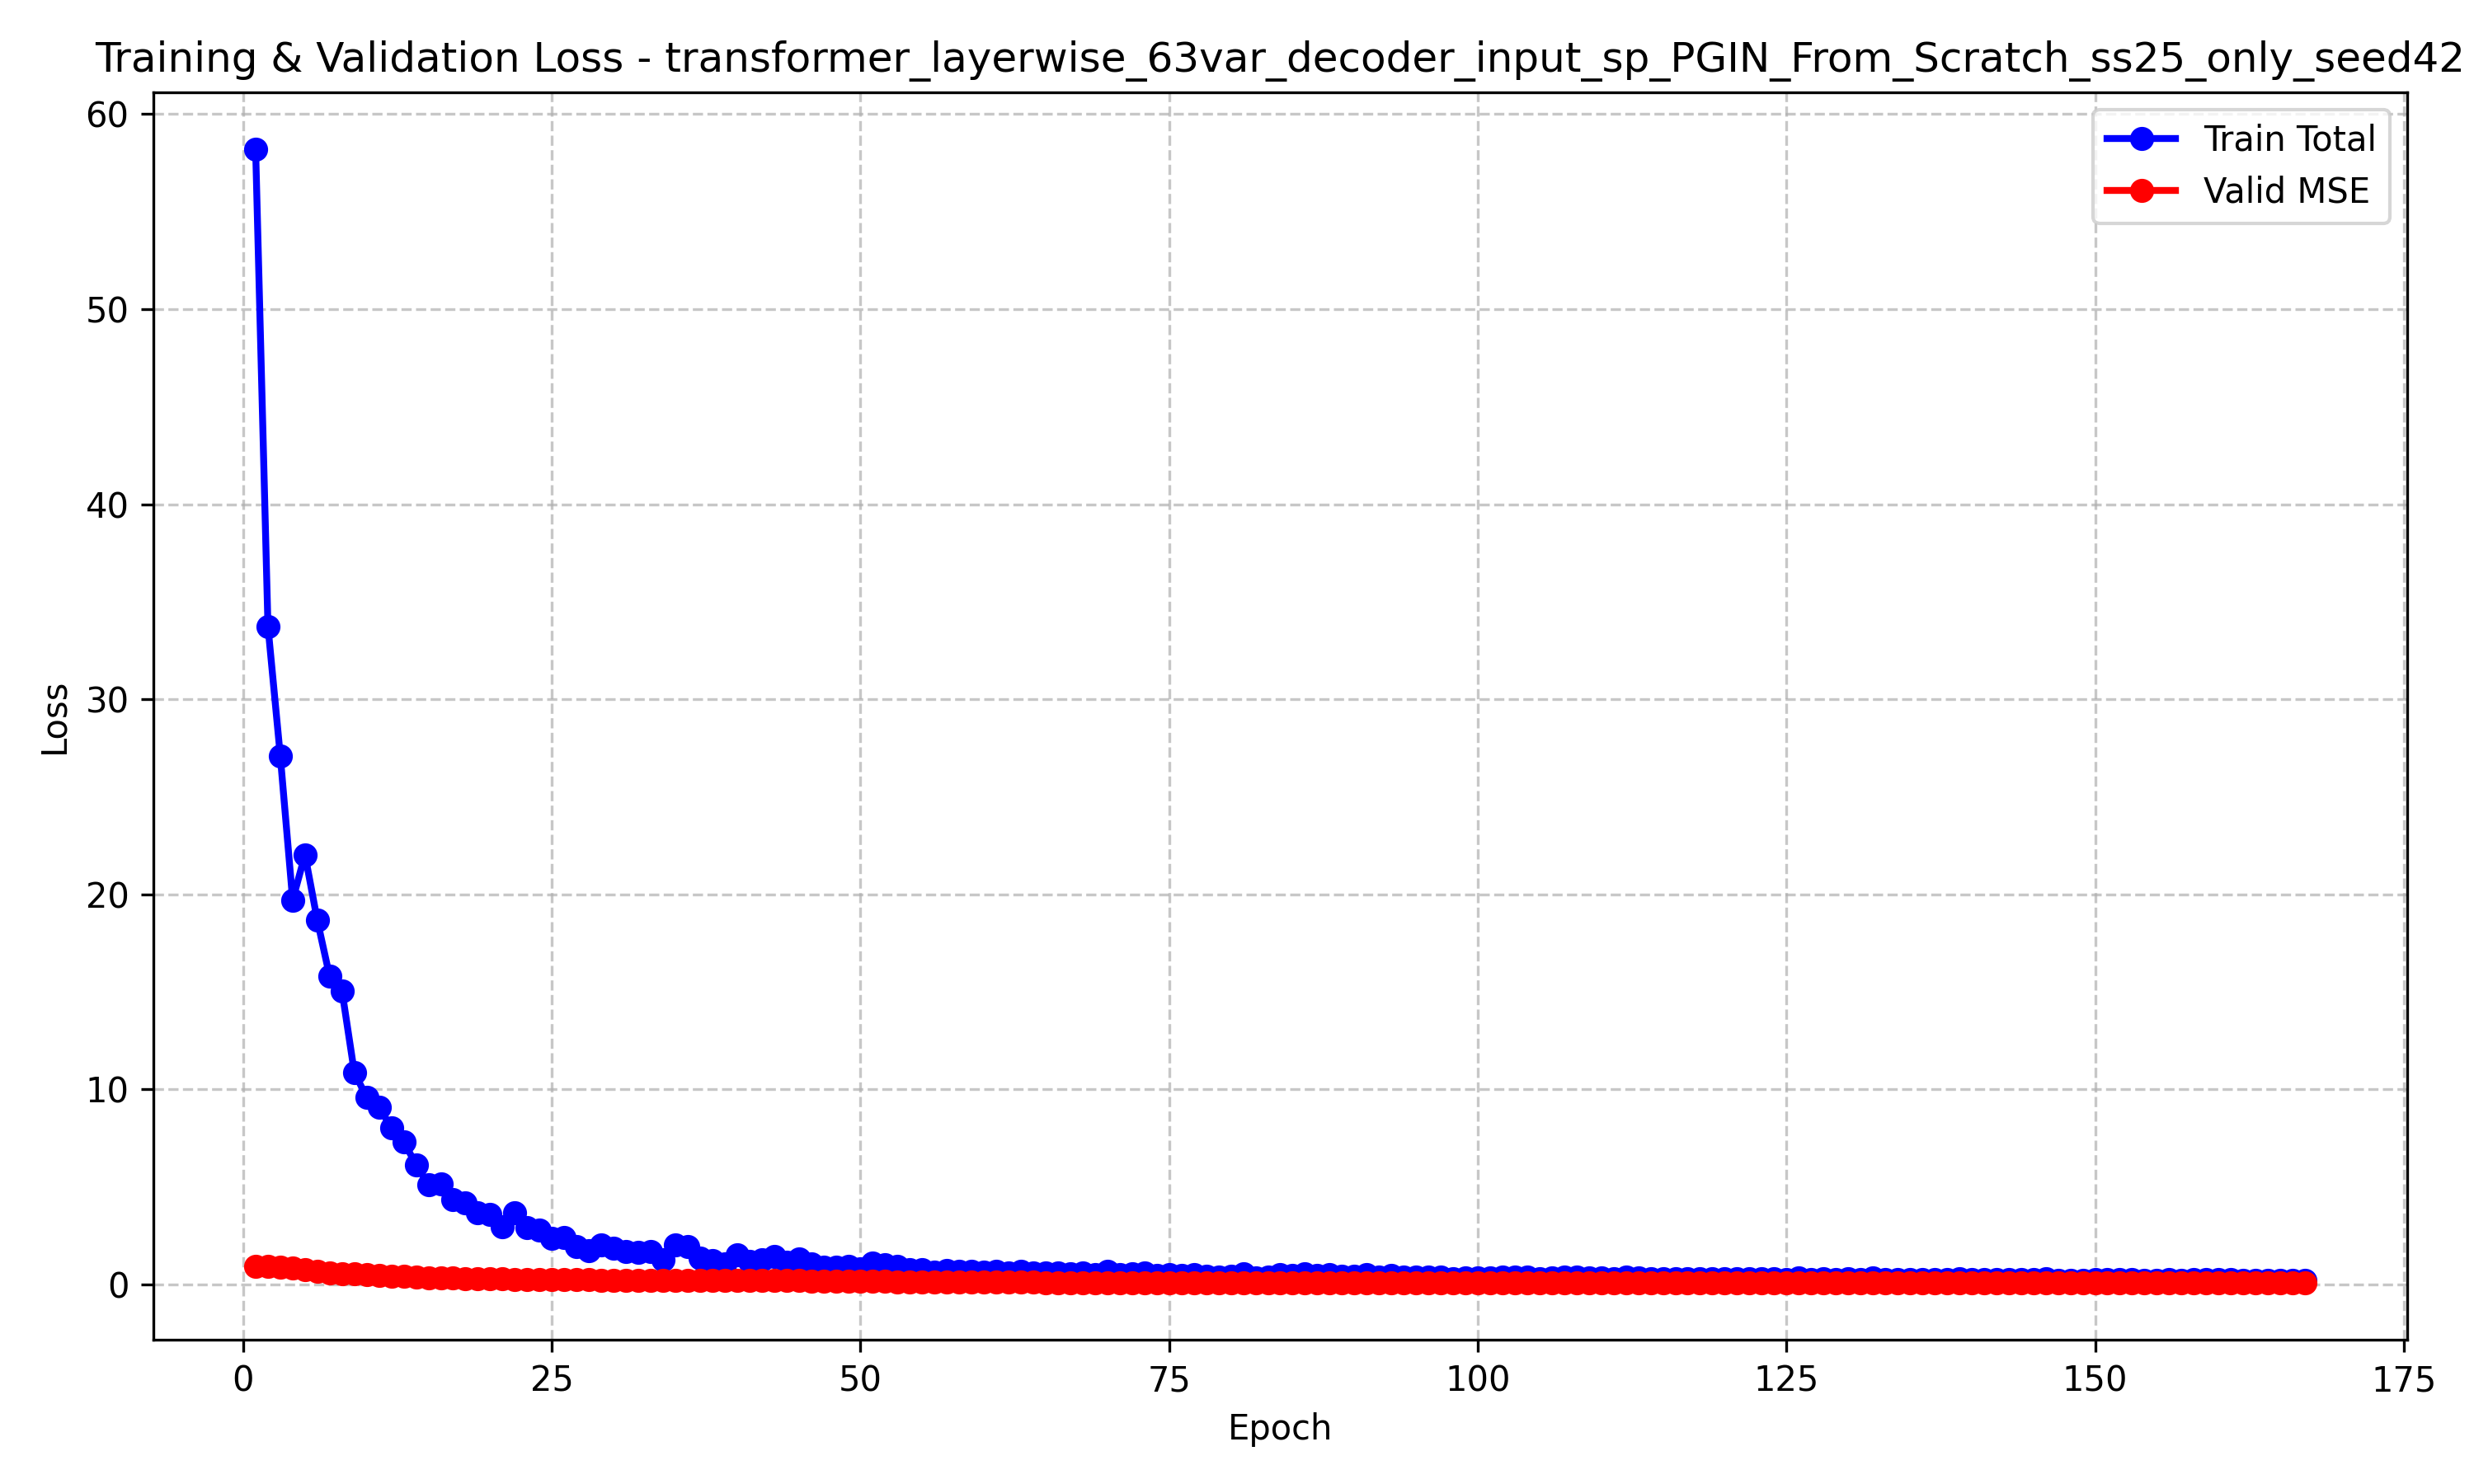 Training & Validation Loss - transformer_layerwise_63var_decoder_input_sp_PGIN_From_Scratch_ss25_only_seed42
Train Total
Valid MSE
60
50
40
30
20
10
0
Loss
0 25 50 75 100 125 150 175
Epoch